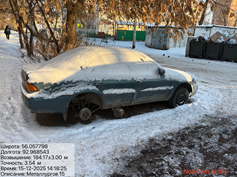 Широта: 56.057798
Долгота: 92.968543
Возвышение: 184.17±3.00 m
Точность: 3.54 m
Время: 15-12-2025 14:18:25
Описание: Металлургов 15